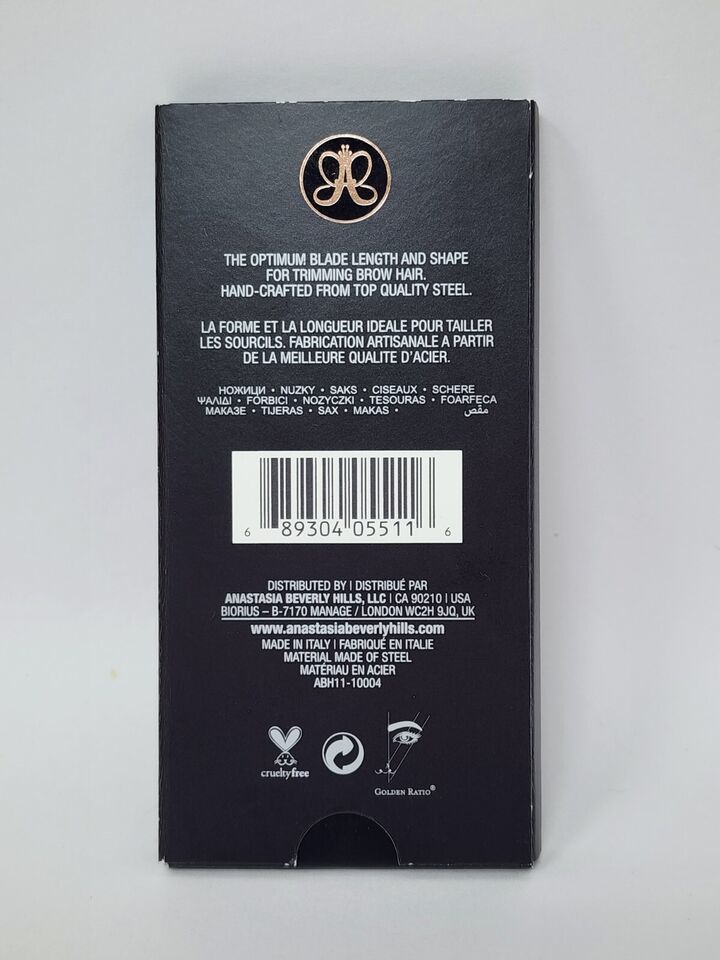 THE OPTIMUM BLADE LENGTH AND SHAPE
FOR TRIMMING BROW HAIR.
HAND-CRAFTED FROM TOP QUALITY STEEL.
LA FORME ET LA LONGUEUR IDEALE POUR TAILLER
LES SOURCILS. FABRICATION ARTISANALE A PARTIR
DE LA MEILLEURE QUALITE D'ACIER.
НОЖИЦИ • NUZKY • SAKS • CISEAUX • SCHERE
ΨΑΛΙΔΙ • FORBICI • NOZYCZKI • TESOURAS • FOARFECA
МАКАЗЕ • TIJERAS • SAX • MAKAS • مقص
6 89304 05511 6
DISTRIBUTED BY | DISTRIBUÉ PAR
ANASTASIA BEVERLY HILLS, LLC | CA 90210 | USA
BIORIUS – B-7170 MANAGE / LONDON WC2H 9JQ, UK
www.anastasiabeverlyhills.com
MADE IN ITALY | FABRIQUÉ EN ITALIE
MATERIAL MADE OF STEEL
MATÉRIAU EN ACIER
ABH11-10004
crueltyfree
GOLDEN RATIO®